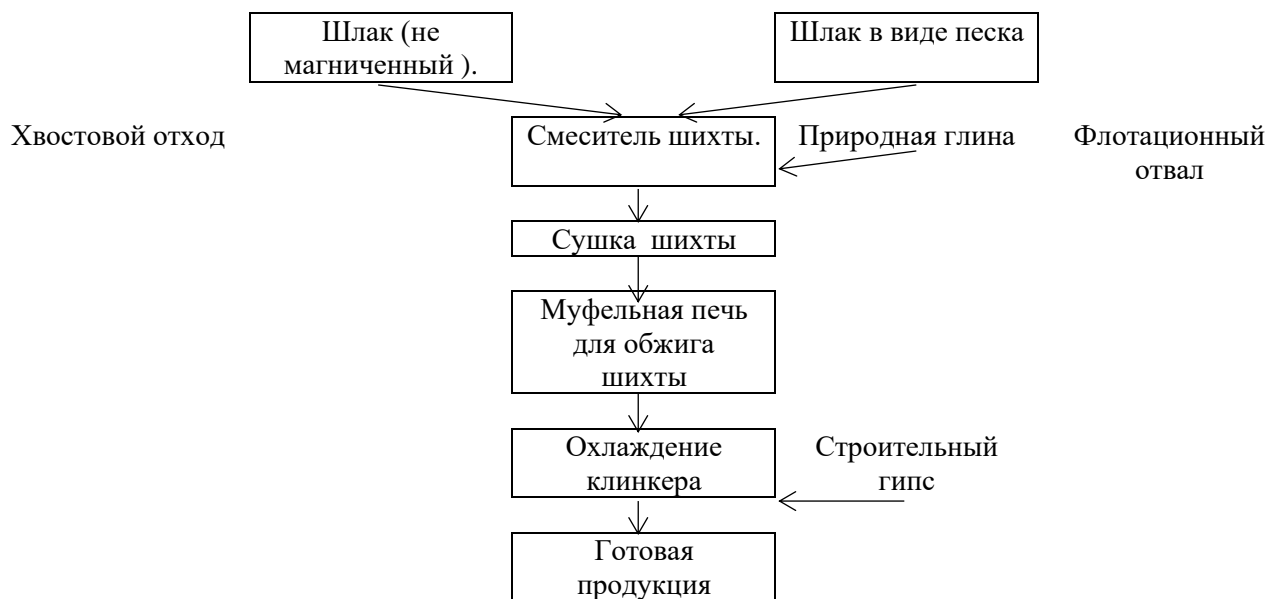 Шлак (не
магниченный ).
Шлак в виде песка
Хвостовой отход
Смеситель шихты.
Природная глина
Флотационный
отвал
Сушка шихты
Муфельная печь
для обжига
шихты
Охлаждение
клинкера
Строительный
гипс
Готовая
продукция